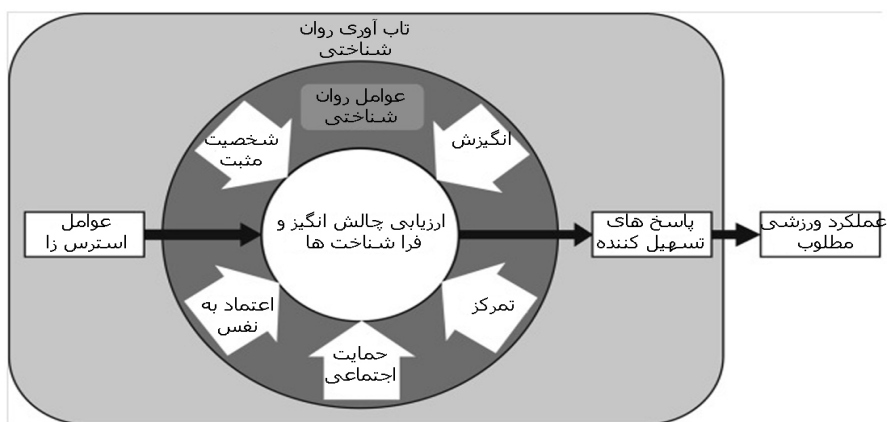 تاب آوری روان
شناختی
عوامل روان
شناختی
انگیزش
شخصیت
مثبت
ارزیابی چالش انگیز و
فرا شناخت ها
عوامل
استرس زا
پاسخ های
تسهیل کننده
عملکرد ورزشی
مطلوب
تمرکز
اعتماد به
نفس
حمایت
اجتماعی